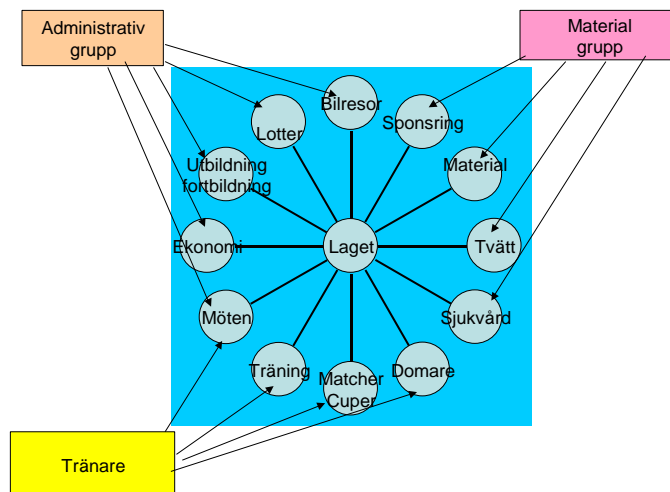 Administrativ
grupp
Material
grupp
Bilresor
Lotter
Sponsring
Utbildning
fortbildning
Material
Ekonomi
Laget
Tvätt
Möten
Sjukvård
Träning
Matcher
Cuper
Domare
Tränare